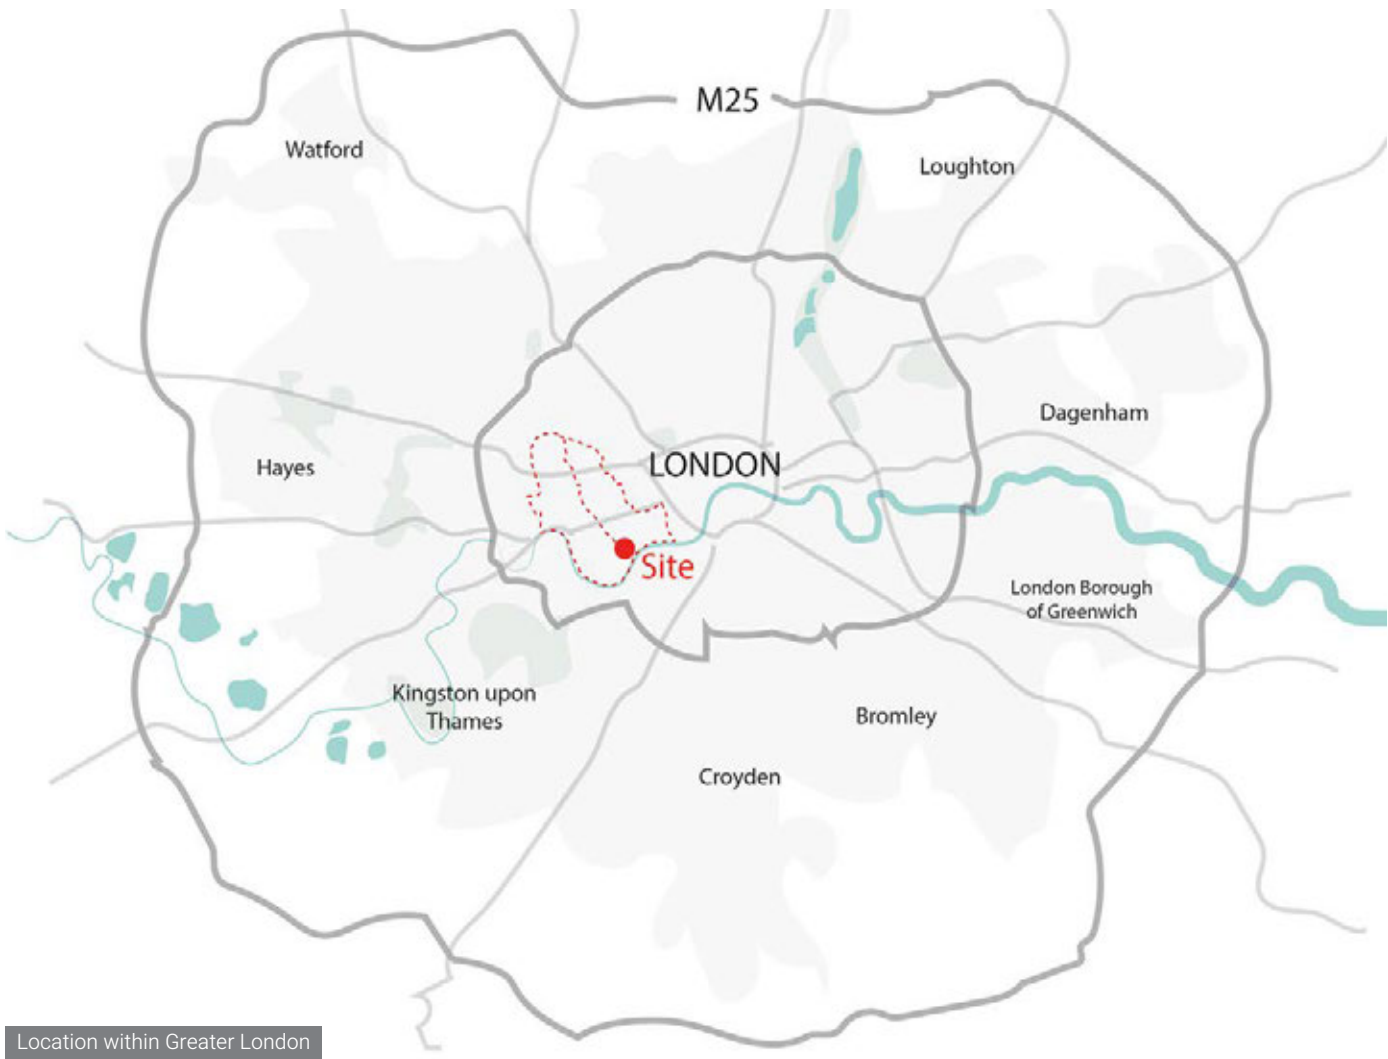 M25
Watford
Loughton
Dagenham
LONDON
Hayes
Site
London Borough
of Greenwich
Kingston upon
Thames
Bromley
Croyden
Location within Greater London